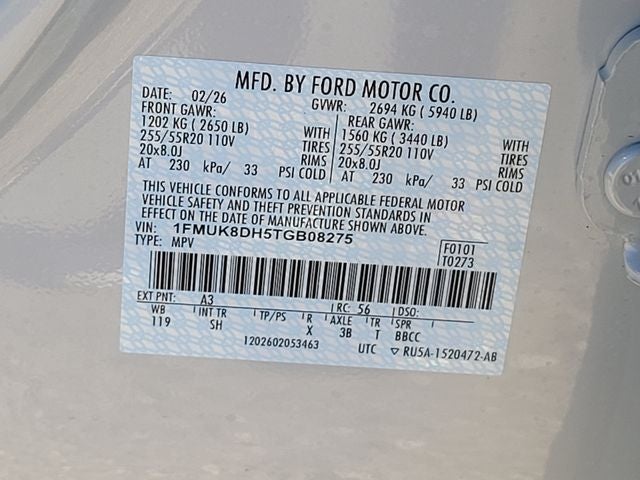 MFD. BY FORD MOTOR CO.
DATE: 02/26 GVWR: 2694 KG ( 5940 LB)
FRONT GAWR: REAR GAWR:
1202 KG ( 2650 LB) WITH 1560 KG ( 3440 LB) WITH
255/55R20 110V TIRES 255/55R20 110V TIRES
20x8.0J RIMS 20x8.0J RIMS
AT 230 kPa/ 33 PSI COLD AT 230 kPa/ 33 PSI COLD
THIS VEHICLE CONFORMS TO ALL APPLICABLE FEDERAL MOTOR
VEHICLE SAFETY AND THEFT PREVENTION STANDARDS IN
EFFECT ON THE DATE OF MANUFACTURE SHOWN ABOVE.
VIN: 1FMUK8DH5TGB08275
TYPE: MPV
F0101
T0273
EXT PNT: A3 RC: 56 DSO:
WB INT TR TP/PS R AXLE TR SPR
119 SH X 3B T BBCC
1202602053463 UTC ▽ RU5A-1520472-AB